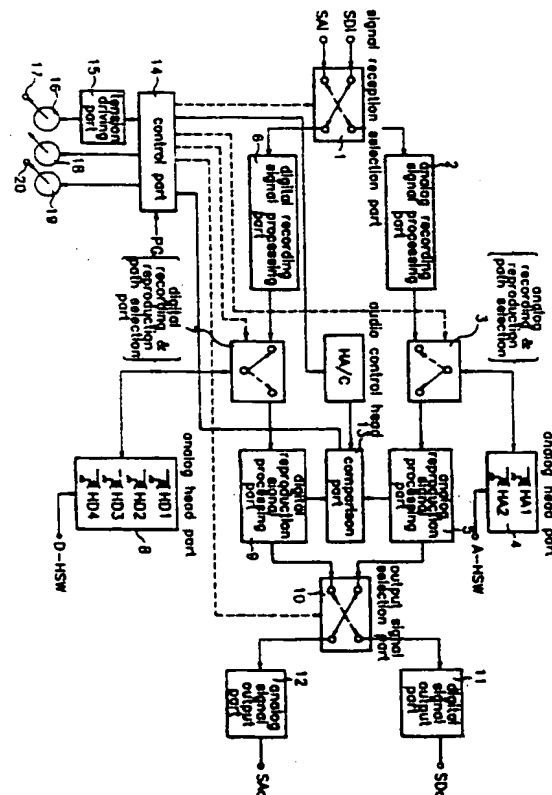 analog head part
HA1
HA2
4
A-HSW
[analog
recording &
reproduction
path selection
part]
digital
signal
output
part
11
SDo
2
analog recording
signal processing
part
3
analog
reproduction
signal
processing
part
5
output signal
selection part
signal reception selection part
SDI
SAI
1
audio control head
HA/C
comparison
part
13
10
6
digital recording
signal processing
part
digital
reproduction
signal
processing
part
9
analog
signal
output
part
12
SAo
14
control part
PG
[digital
recording &
reproduction
path selection
part]
15
tension
driving
part
16
17
18
19
20
analog head part
HD1
HD2
HD3
HD4
8
D-HSW